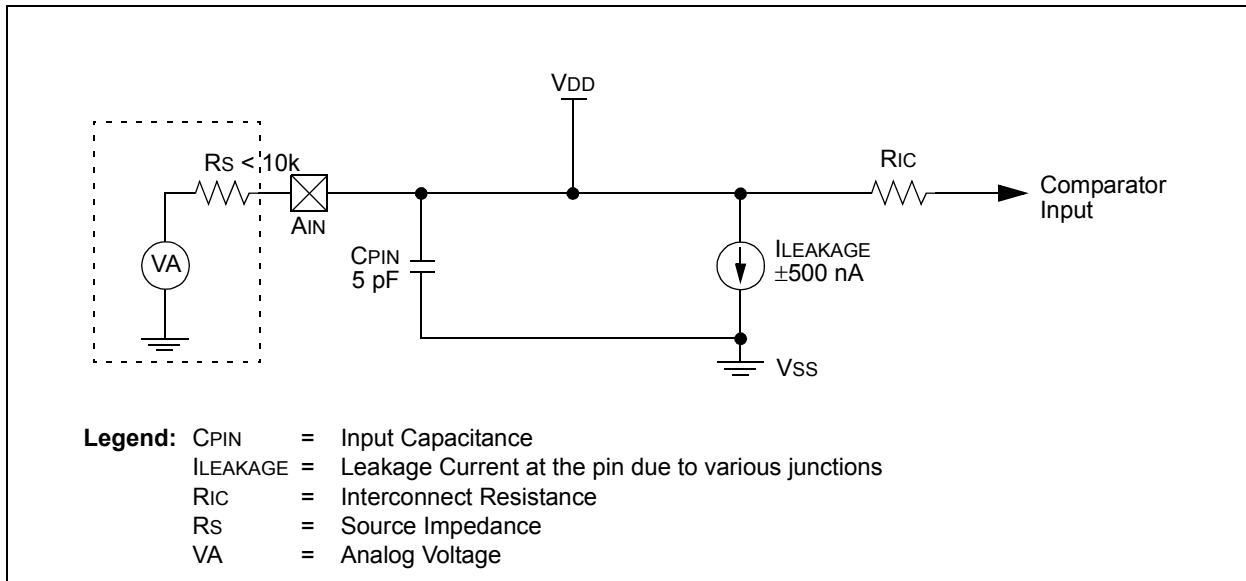 VDD
RS < 10k
RIC
AIN
Comparator
Input
VA
CPIN
5 pF
ILEAKAGE
±500 nA
VSS
Legend: CPIN = Input Capacitance
ILEAKAGE = Leakage Current at the pin due to various junctions
RIC = Interconnect Resistance
RS = Source Impedance
VA = Analog Voltage